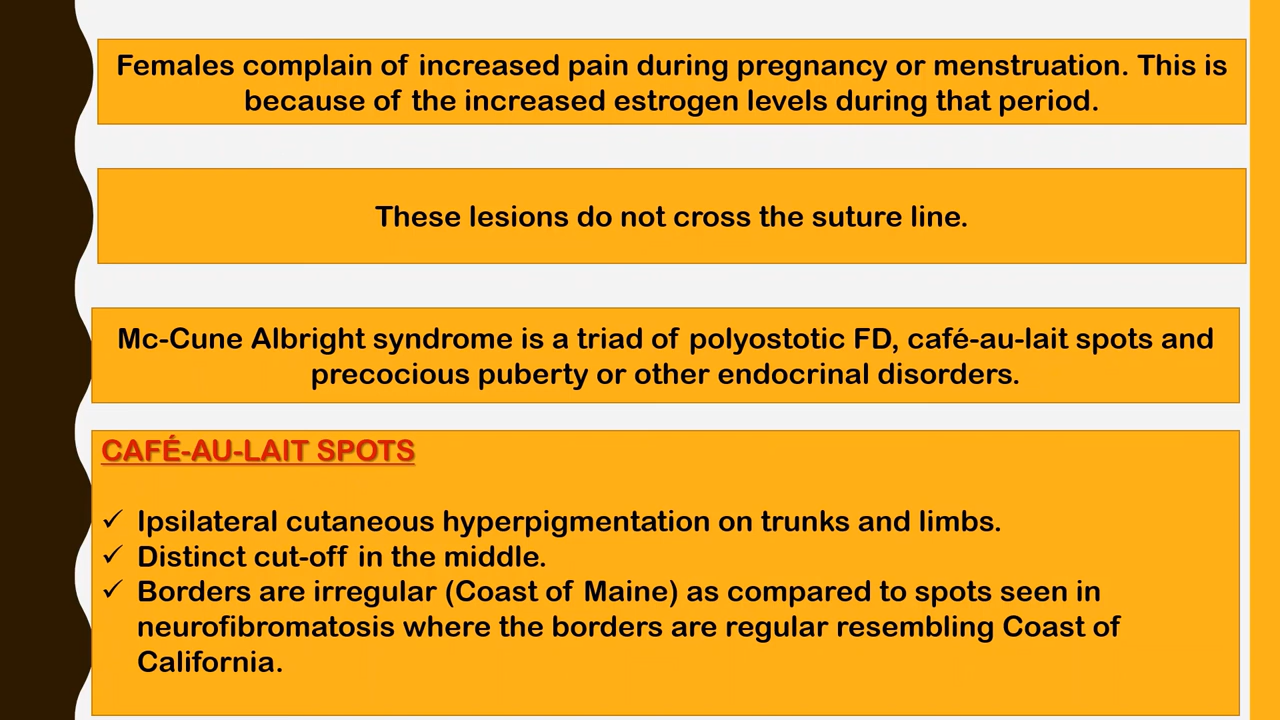 Females complain of increased pain during pregnancy or menstruation. This is
because of the increased estrogen levels during that period.
These lesions do not cross the suture line.
Mc-Cune Albright syndrome is a triad of polyostotic FD, café-au-lait spots and
precocious puberty or other endocrinal disorders.
CAFÉ-AU-LAIT SPOTS
✓ Ipsilateral cutaneous hyperpigmentation on trunks and limbs.
✓ Distinct cut-off in the middle.
✓ Borders are irregular (Coast of Maine) as compared to spots seen in
neurofibromatosis where the borders are regular resembling Coast of
California.